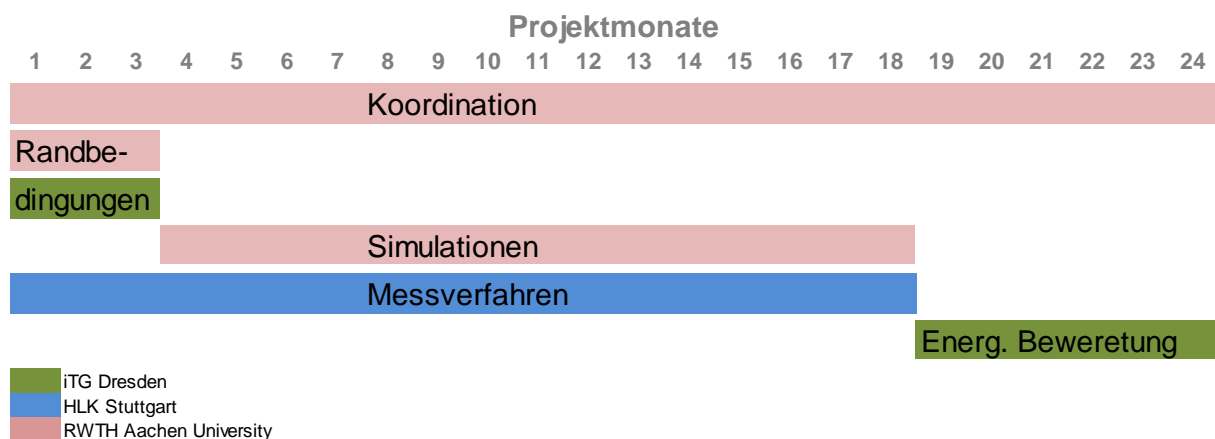 Projektmonate
1 2 3 4 5 6 7 8 9 10 11 12 13 14 15 16 17 18 19 20 21 22 23 24
Koordination
Randbe-
dingungen
Simulationen
Messverfahren
Energ. Beweretung
iTG Dresden
HLK Stuttgart
RWTH Aachen University